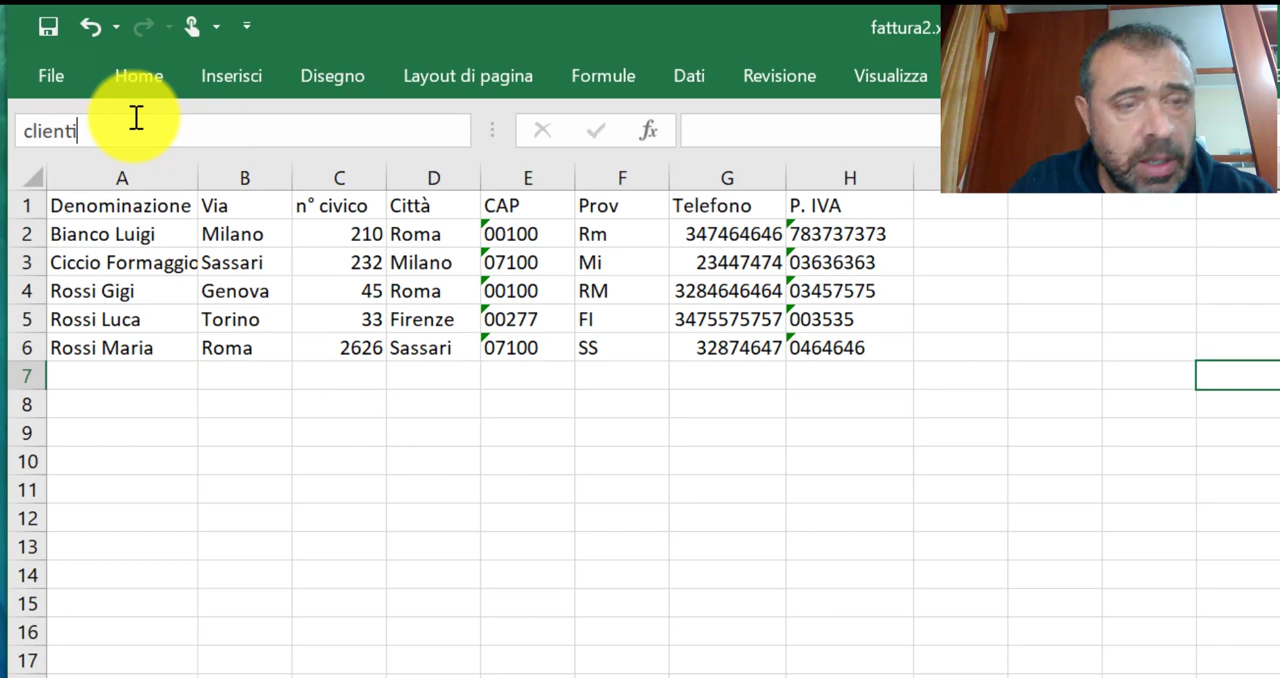 fattura2.x
File Home Inserisci Disegno Layout di pagina Formule Dati Revisione Visualizza
clienti fx
A B C D E F G H
1 Denominazione Via n° civico Città CAP Prov Telefono P. IVA
2 Bianco Luigi Milano 210 Roma 00100 Rm 347464646 783737373
3 Ciccio Formaggio Sassari 232 Milano 07100 Mi 23447474 03636363
4 Rossi Gigi Genova 45 Roma 00100 RM 3284646464 03457575
5 Rossi Luca Torino 33 Firenze 00277 FI 3475575757 003535
6 Rossi Maria Roma 2626 Sassari 07100 SS 32874647 0464646
7
8
9
10
11
12
13
14
15
16
17